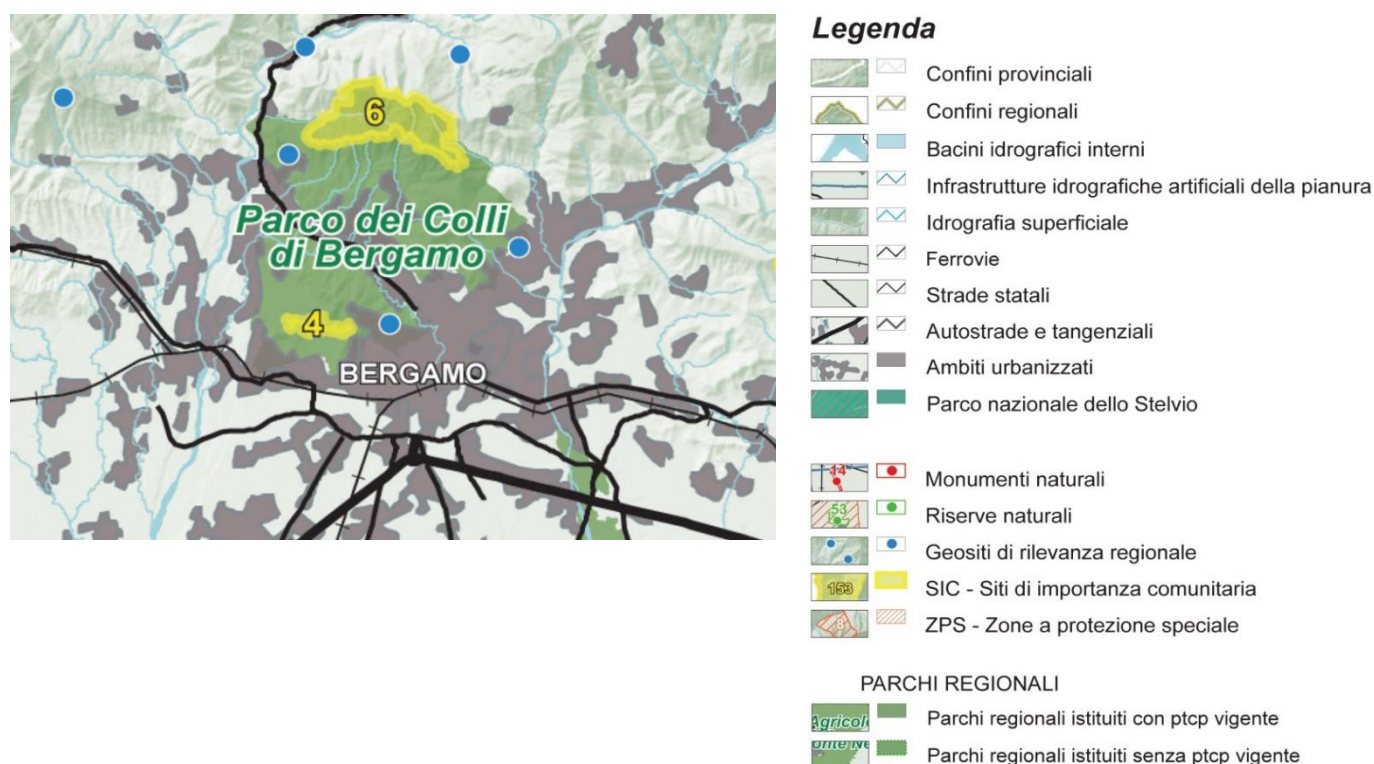 6
Parco dei Colli
di Bergamo
4
BERGAMO
Legenda
Confini provinciali
Confini regionali
Bacini idrografici interni
Infrastrutture idrografiche artificiali della pianura
Idrografia superficiale
Ferrovie
Strade statali
Autostrade e tangenziali
Ambiti urbanizzati
Parco nazionale dello Stelvio
14
Monumenti naturali
53
Riserve naturali
Geositi di rilevanza regionale
153
SIC - Siti di importanza comunitaria
8
ZPS - Zone a protezione speciale
PARCHI REGIONALI
Agricol
Parchi regionali istituiti con ptcp vigente
onte Ne
Parchi regionali istituiti senza ptcp vigente